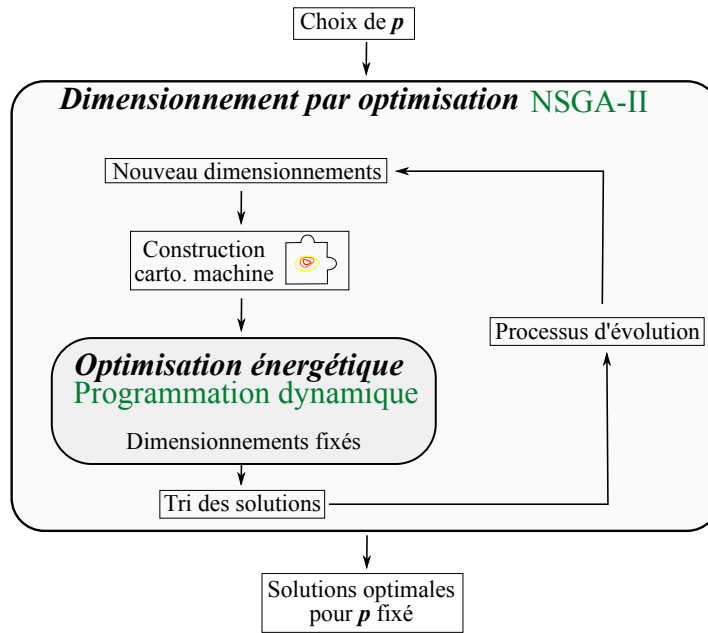 Choix de p
Dimensionnement par optimisation NSGA-II
Nouveau dimensionnements
Construction
carto. machine
Processus d'évolution
Optimisation énergétique
Programmation dynamique
Dimensionnements fixés
Tri des solutions
Solutions optimales
pour p fixé